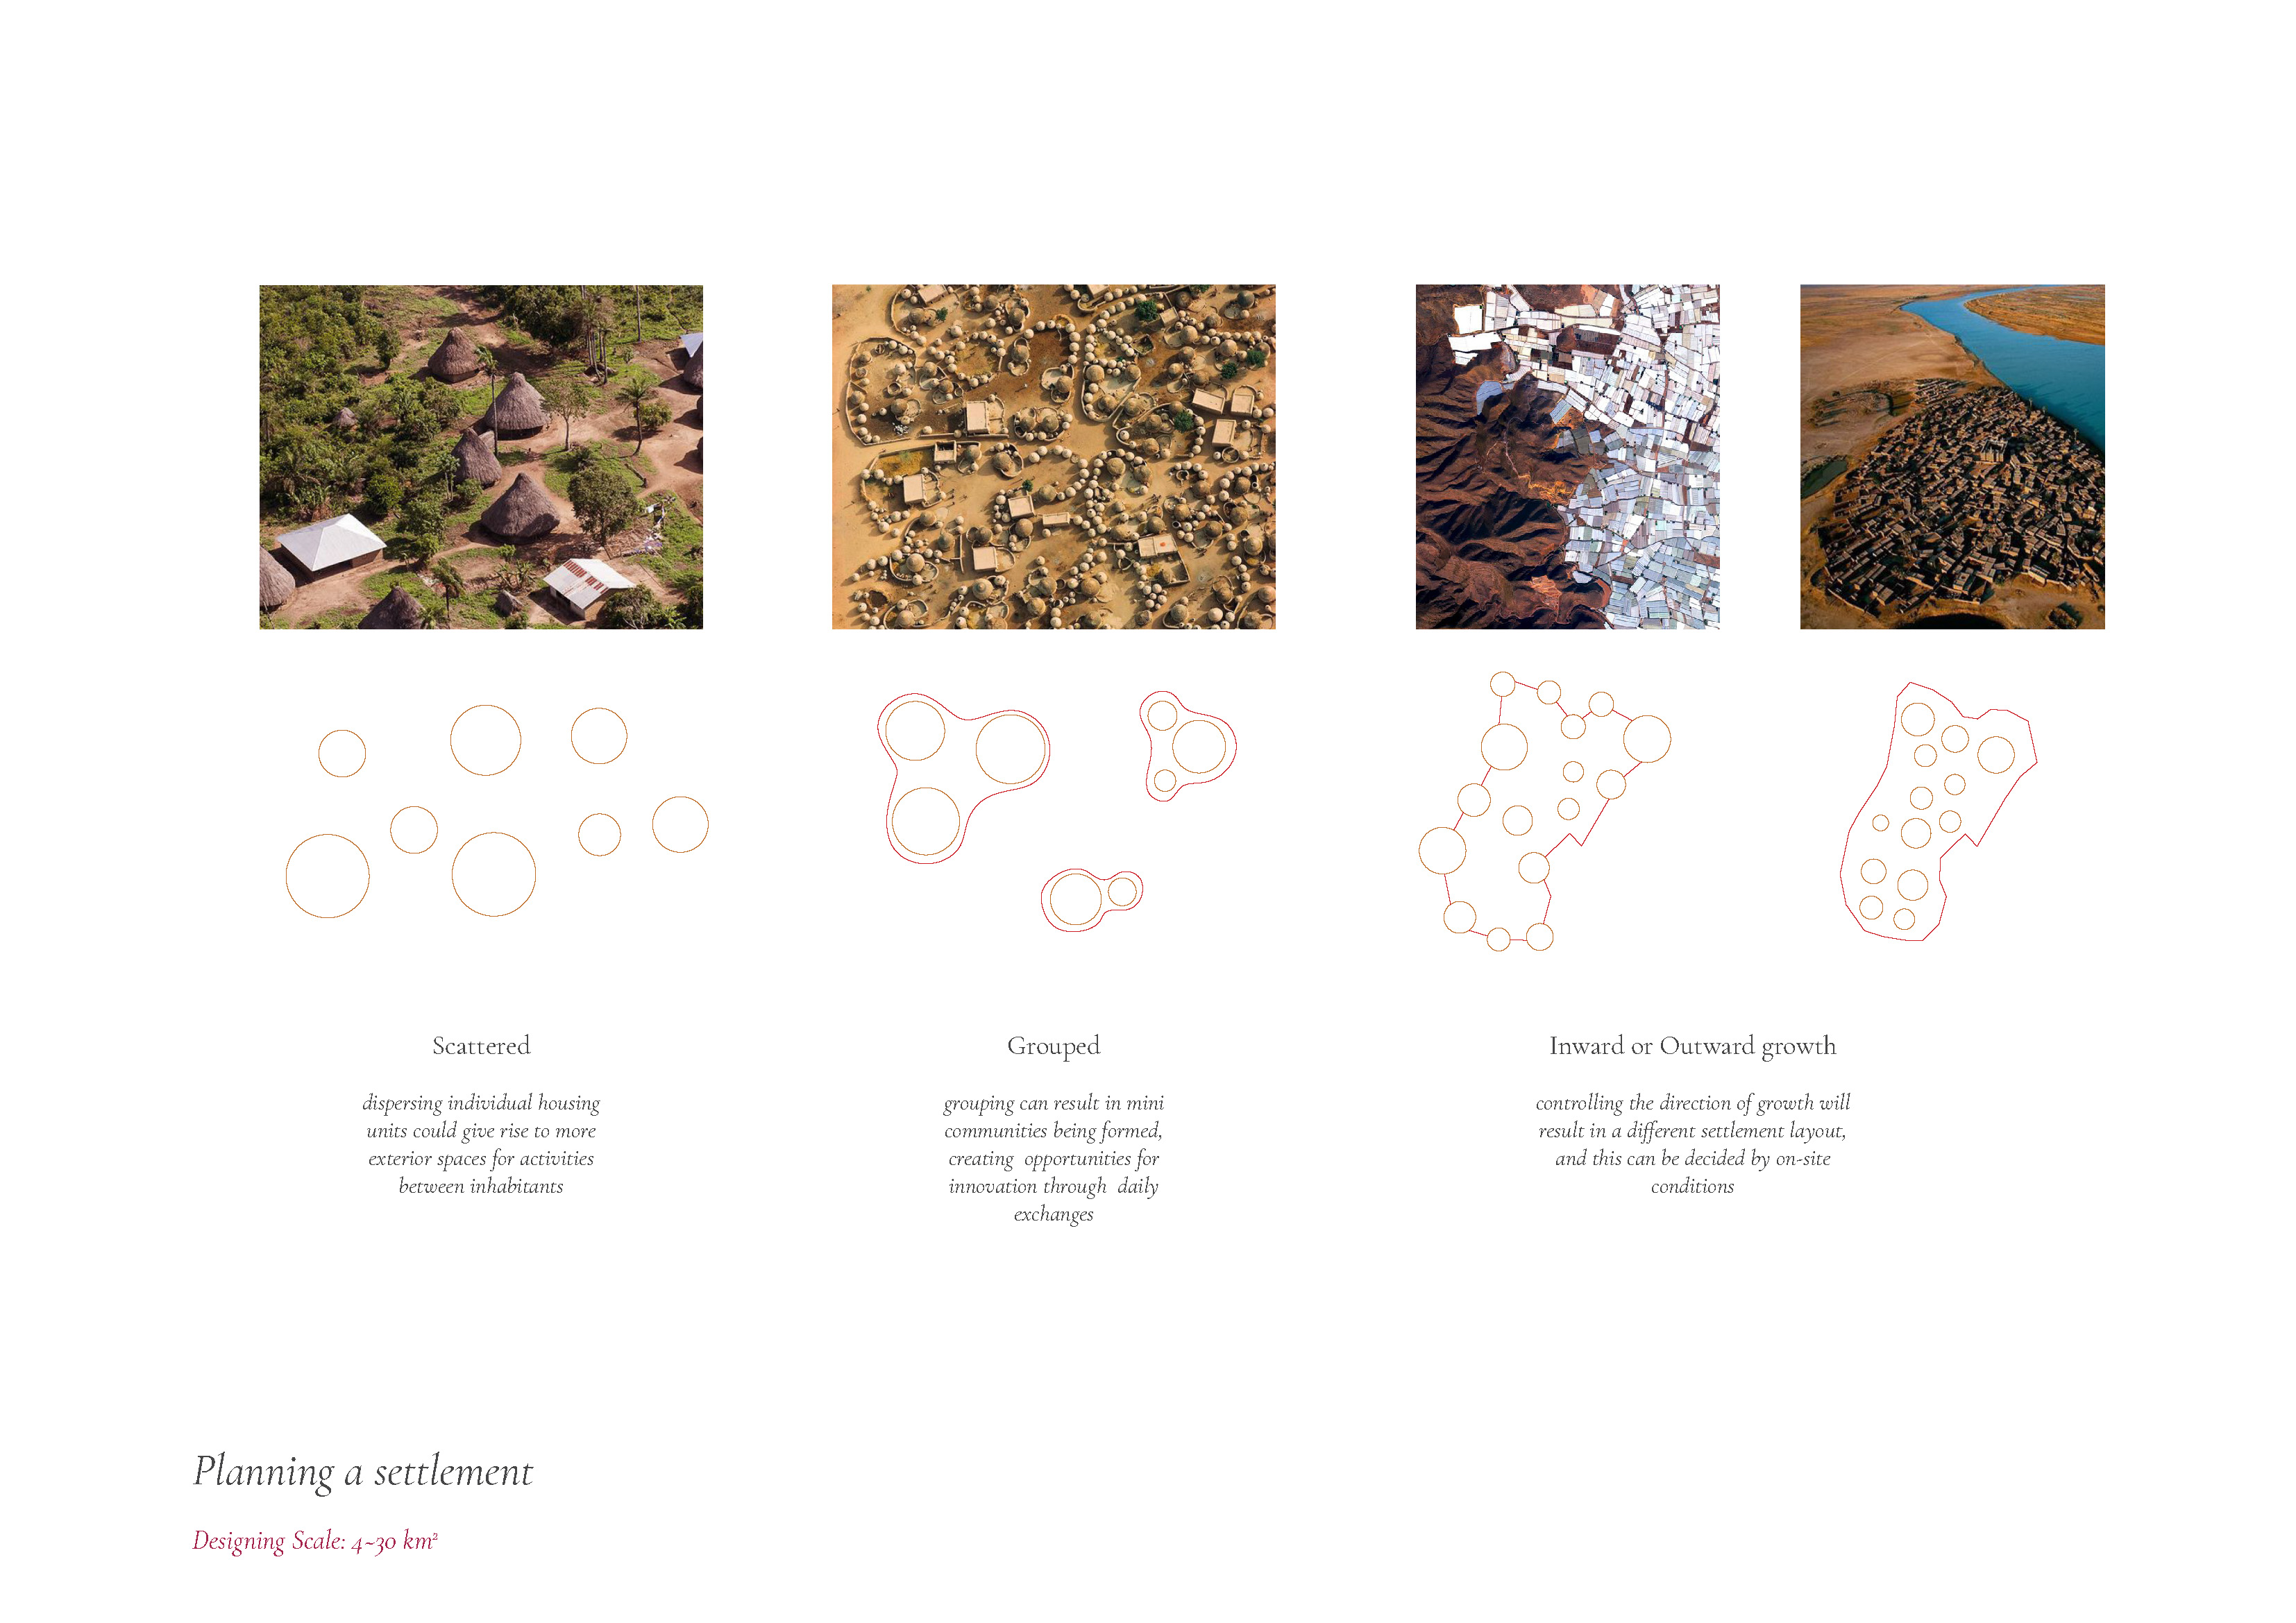 Scattered
dispersing individual housing
units could give rise to more
exterior spaces for activities
between inhabitants
Grouped
grouping can result in mini
communities being formed,
creating opportunities for
innovation through daily
exchanges
Inward or Outward growth
controlling the direction of growth will
result in a different settlement layout,
and this can be decided by on-site
conditions
Planning a settlement
Designing Scale: 4~30 km²